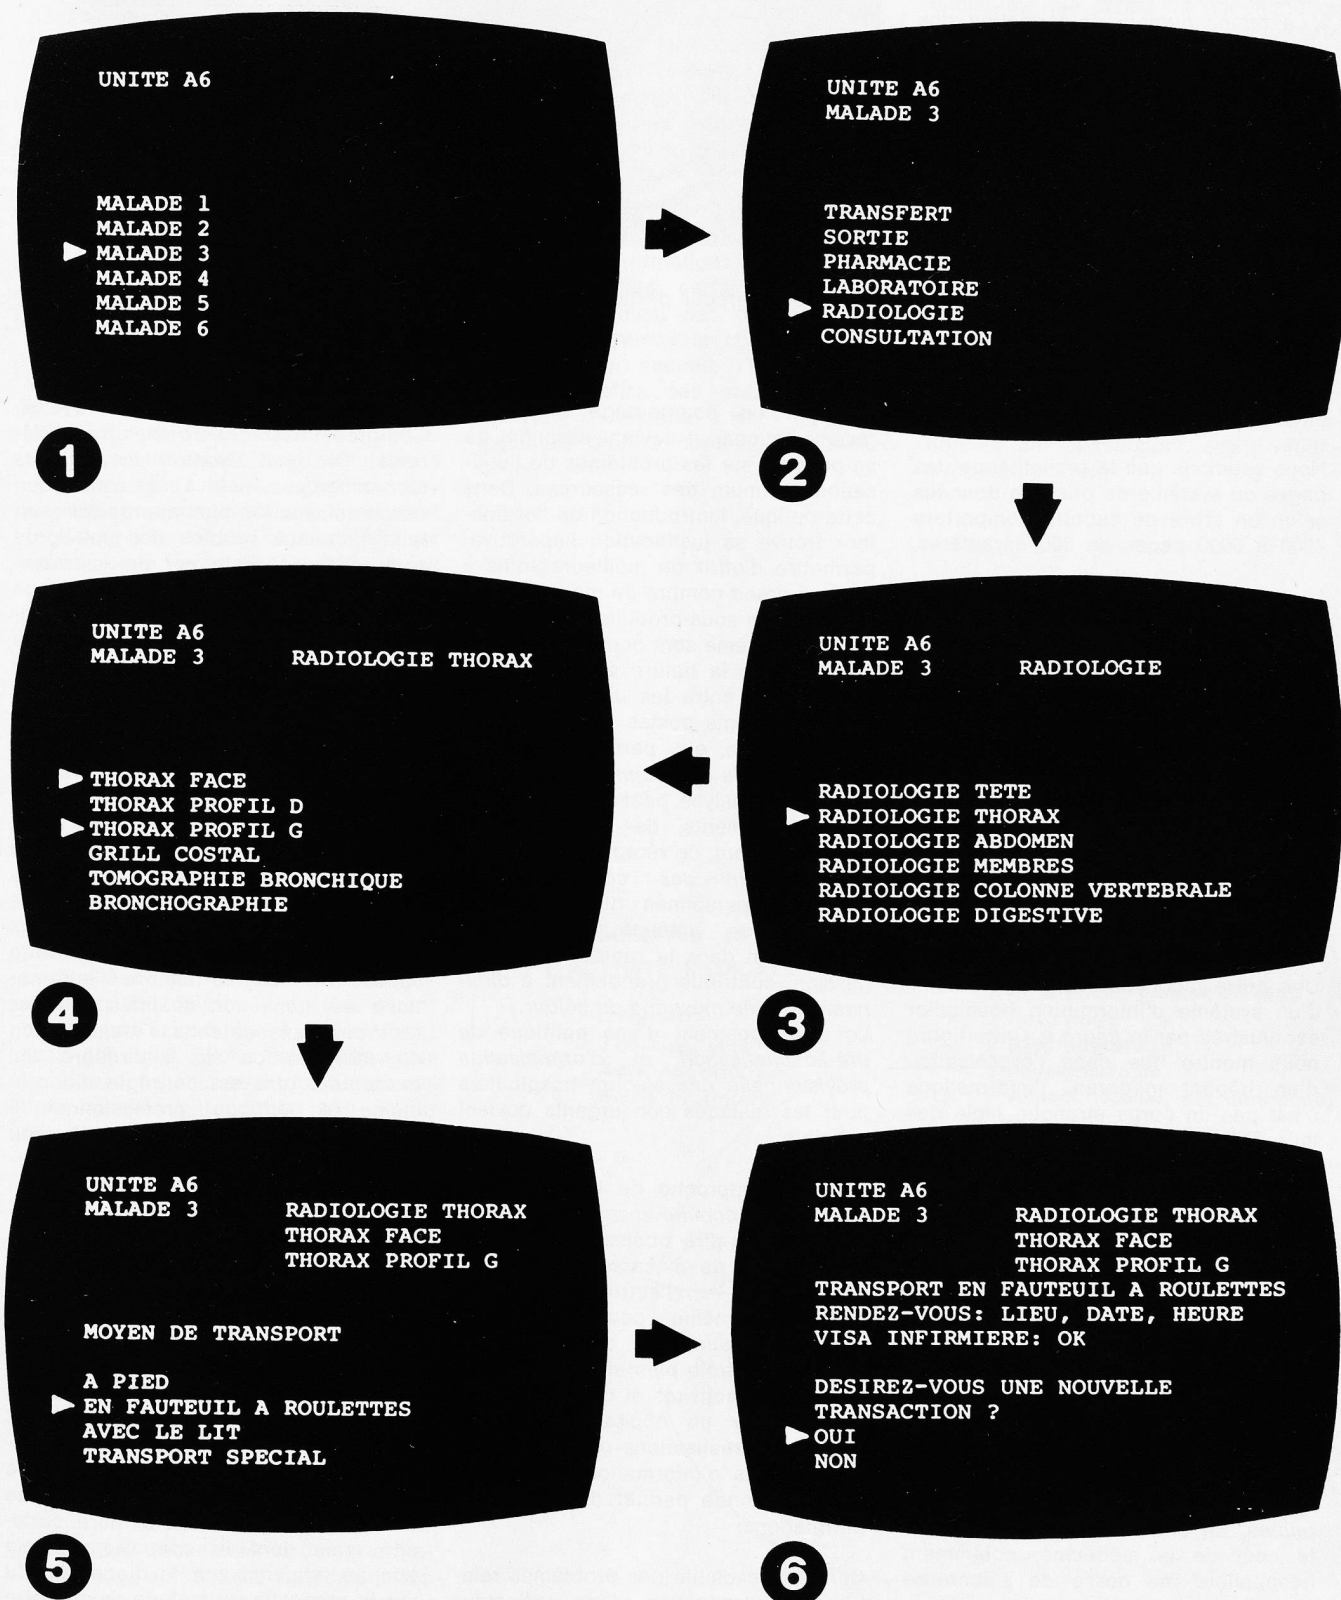 UNITE A6
MALADE 1
MALADE 2
MALADE 3
MALADE 4
MALADE 5
MALADE 6
1
UNITE A6
MALADE 3
TRANSFERT
SORTIE
PHARMACIE
LABORATOIRE
RADIOLOGIE
CONSULTATION
2
UNITE A6
MALADE 3 RADIOLOGIE
RADIOLOGIE TETE
RADIOLOGIE THORAX
RADIOLOGIE ABDOMEN
RADIOLOGIE MEMBRES
RADIOLOGIE COLONNE VERTEBRALE
RADIOLOGIE DIGESTIVE
3
UNITE A6
MALADE 3 RADIOLOGIE THORAX
THORAX FACE
THORAX PROFIL D
THORAX PROFIL G
GRILL COSTAL
TOMOGRAPHIE BRONCHIQUE
BRONCHOGRAPHIE
4
UNITE A6
MALADE 3 RADIOLOGIE THORAX
THORAX FACE
THORAX PROFIL G
MOYEN DE TRANSPORT
A PIED
EN FAUTEUIL A ROULETTES
AVEC LE LIT
TRANSPORT SPECIAL
5
UNITE A6
MALADE 3 RADIOLOGIE THORAX
THORAX FACE
THORAX PROFIL G
TRANSPORT EN FAUTEUIL A ROULETTES
RENDEZ-VOUS: LIEU, DATE, HEURE
VISA INFIRMIERE: OK
DESIREZ-VOUS UNE NOUVELLE
TRANSACTION ?
OUI
NON
6